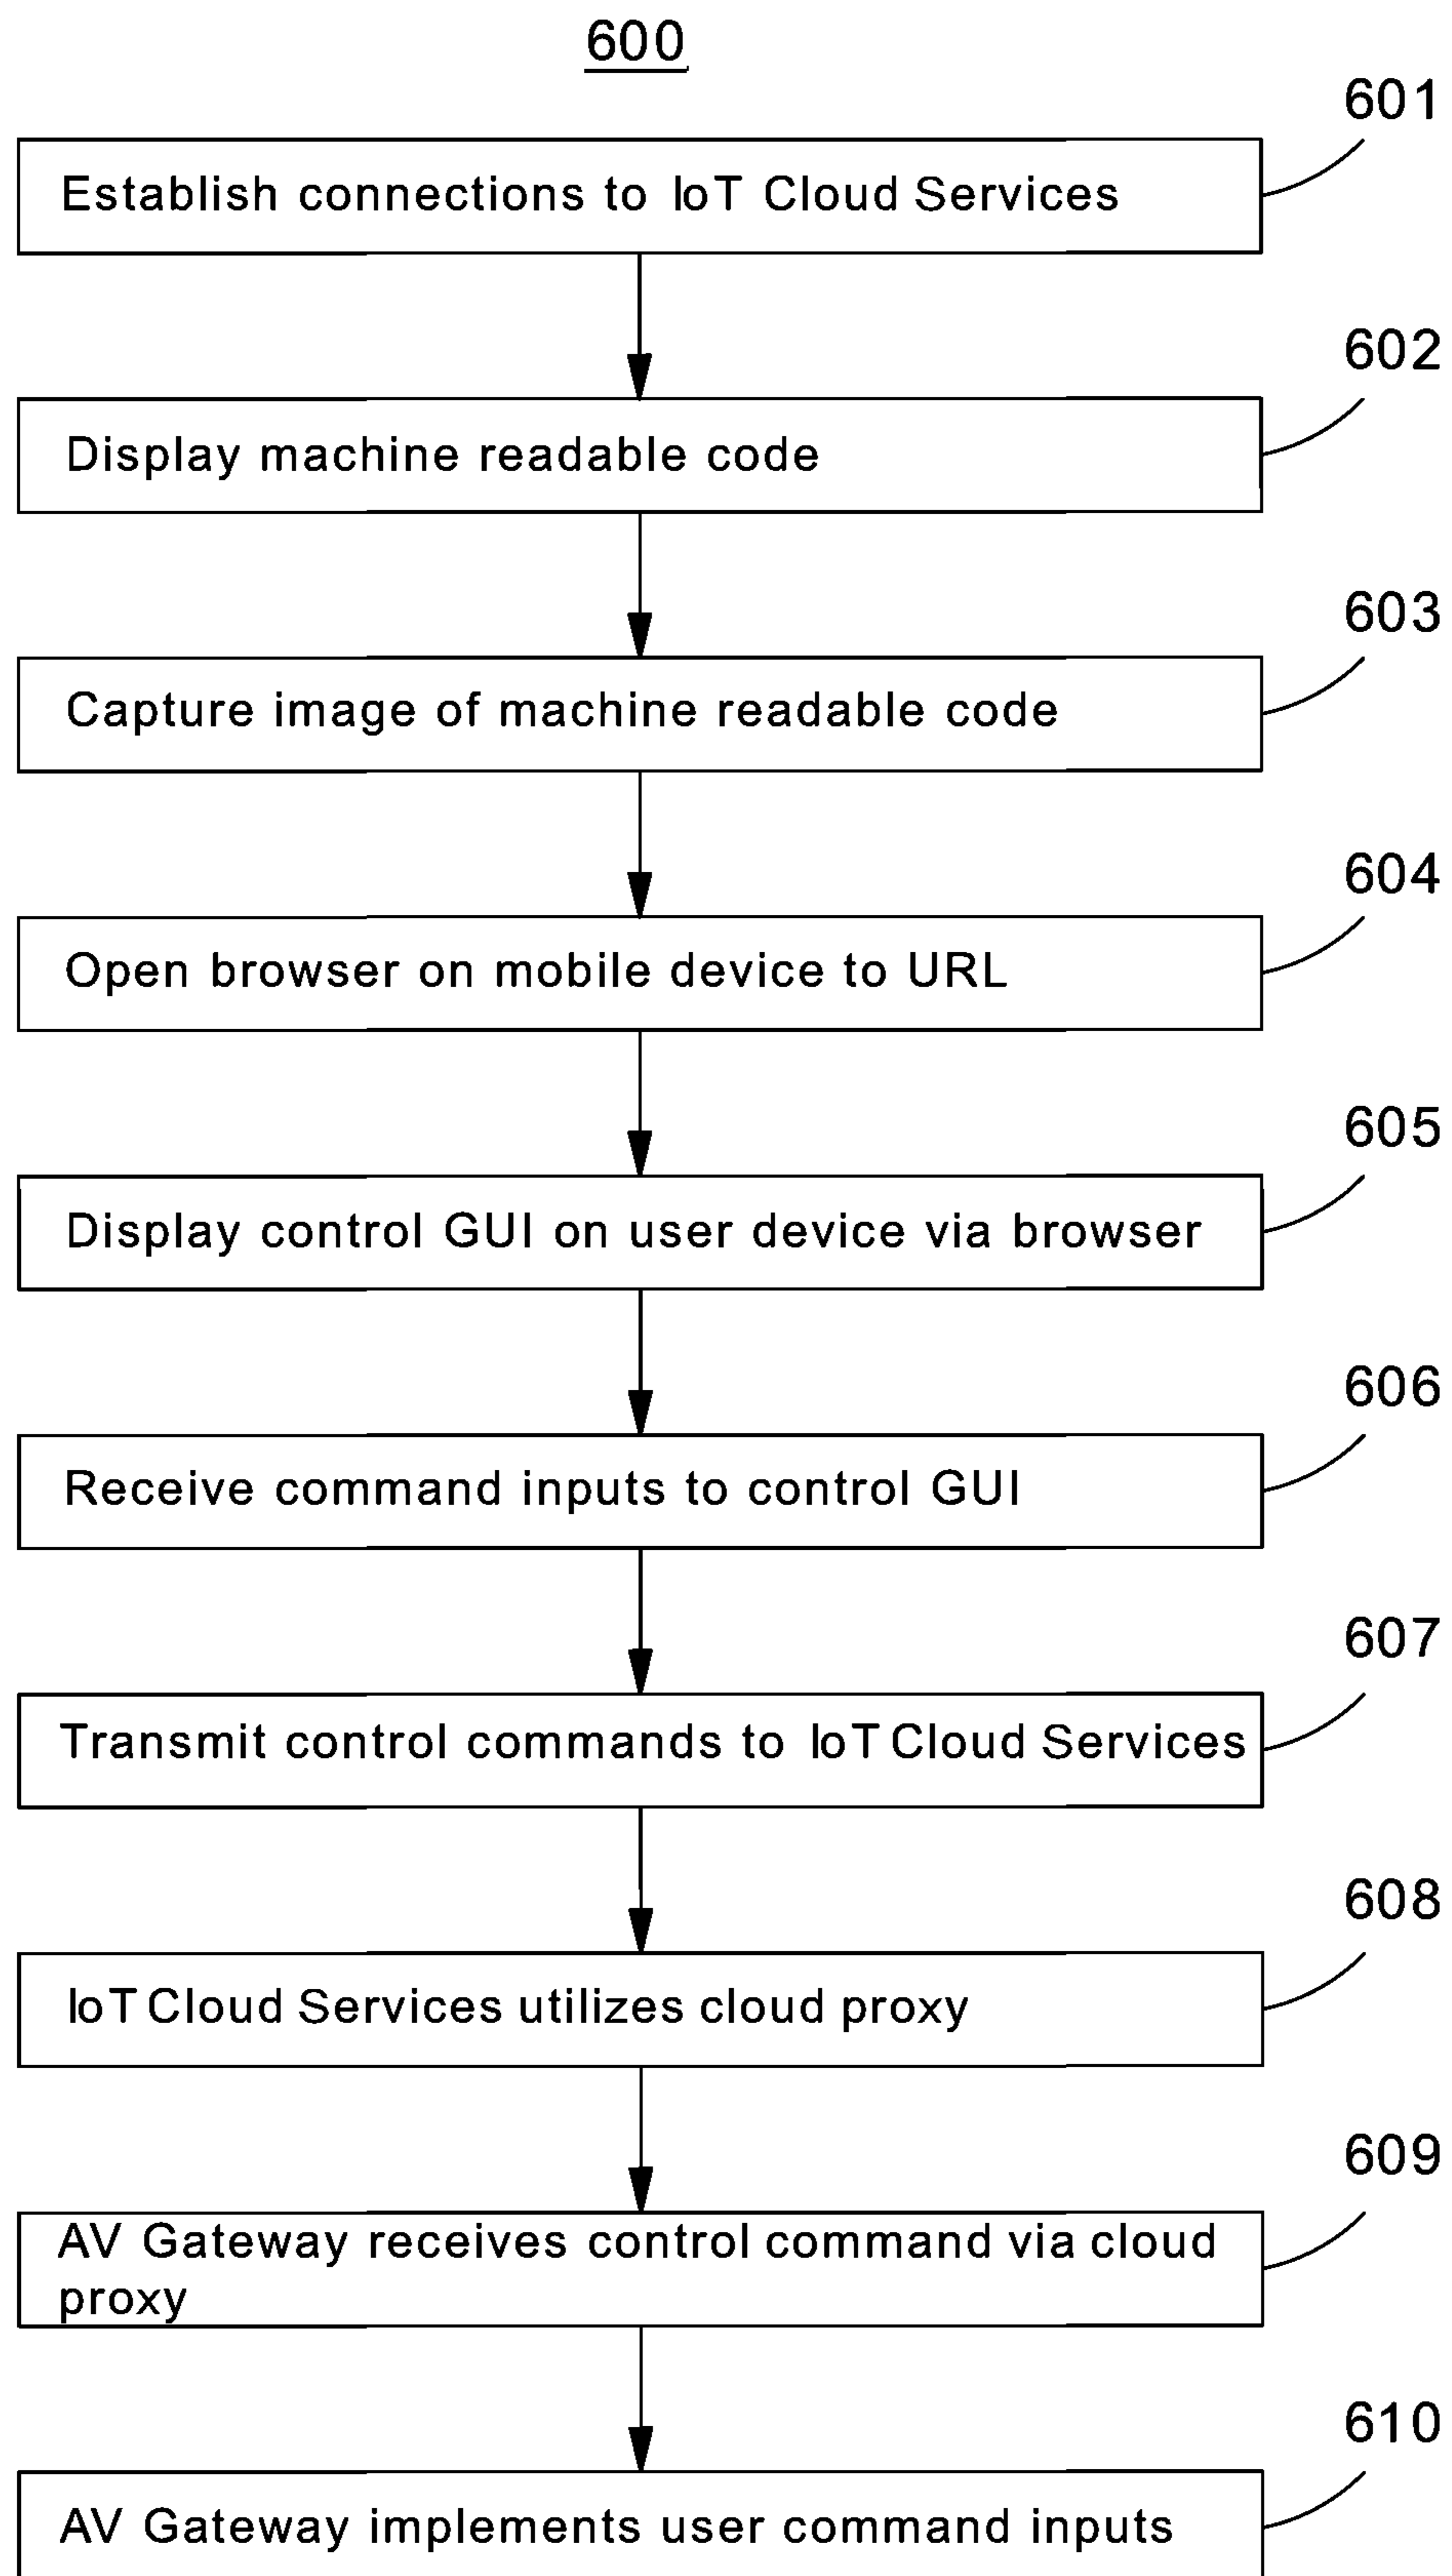 600
601
Establish connections to IoT Cloud Services
602
Display machine readable code
603
Capture image of machine readable code
604
Open browser on mobile device to URL
605
Display control GUI on user device via browser
606
Receive command inputs to control GUI
607
Transmit control commands to IoT Cloud Services
608
IoT Cloud Services utilizes cloud proxy
609
AV Gateway receives control command via cloud
proxy
610
AV Gateway implements user command inputs